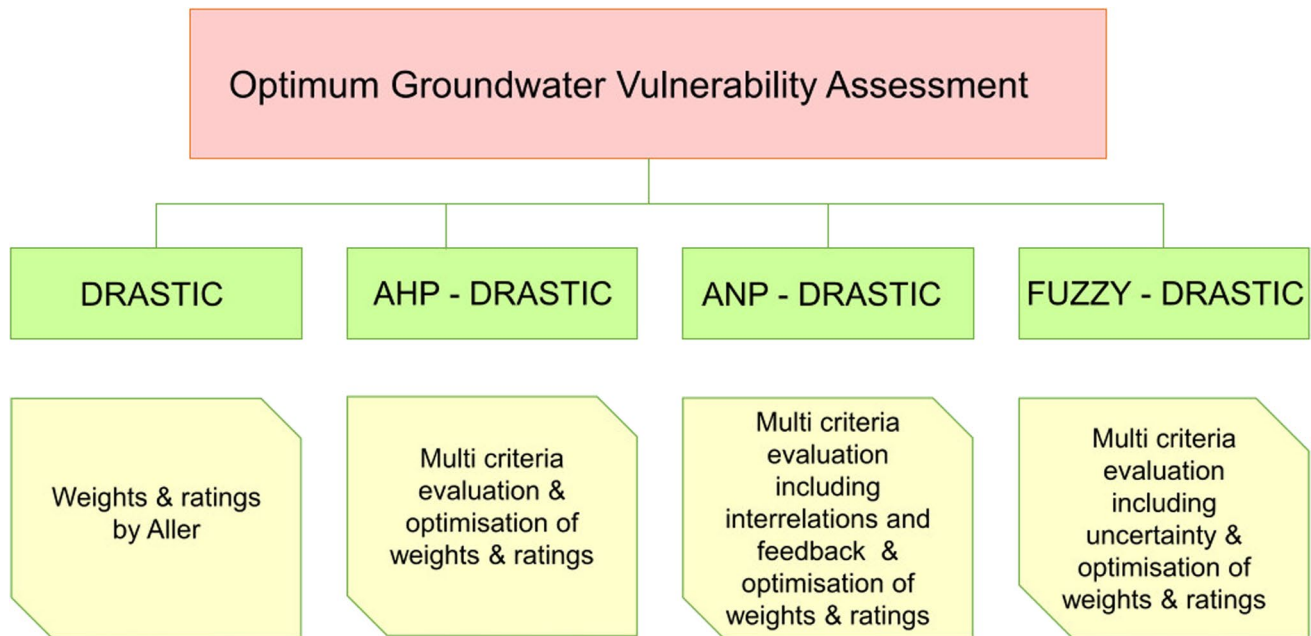 Optimum Groundwater Vulnerability Assessment
DRASTIC
AHP - DRASTIC
ANP - DRASTIC
FUZZY - DRASTIC
Weights & ratings
by Aller
Multi criteria
evaluation &
optimisation of
weights & ratings
Multi criteria
evaluation
including
interrelations and
feedback &
optimisation of
weights & ratings
Multi criteria
evaluation
including
uncertainty &
optimisation of
weights & ratings